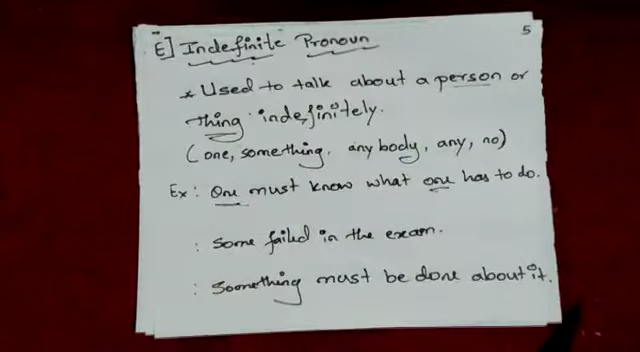 5
E] Indefinite Pronoun
* Used to talk about a person or
thing indefinitely.
(one, something, any body, any, no)
Ex: One must know what one has to do.
: Some failed in the exam.
: Soomething must be done about it.